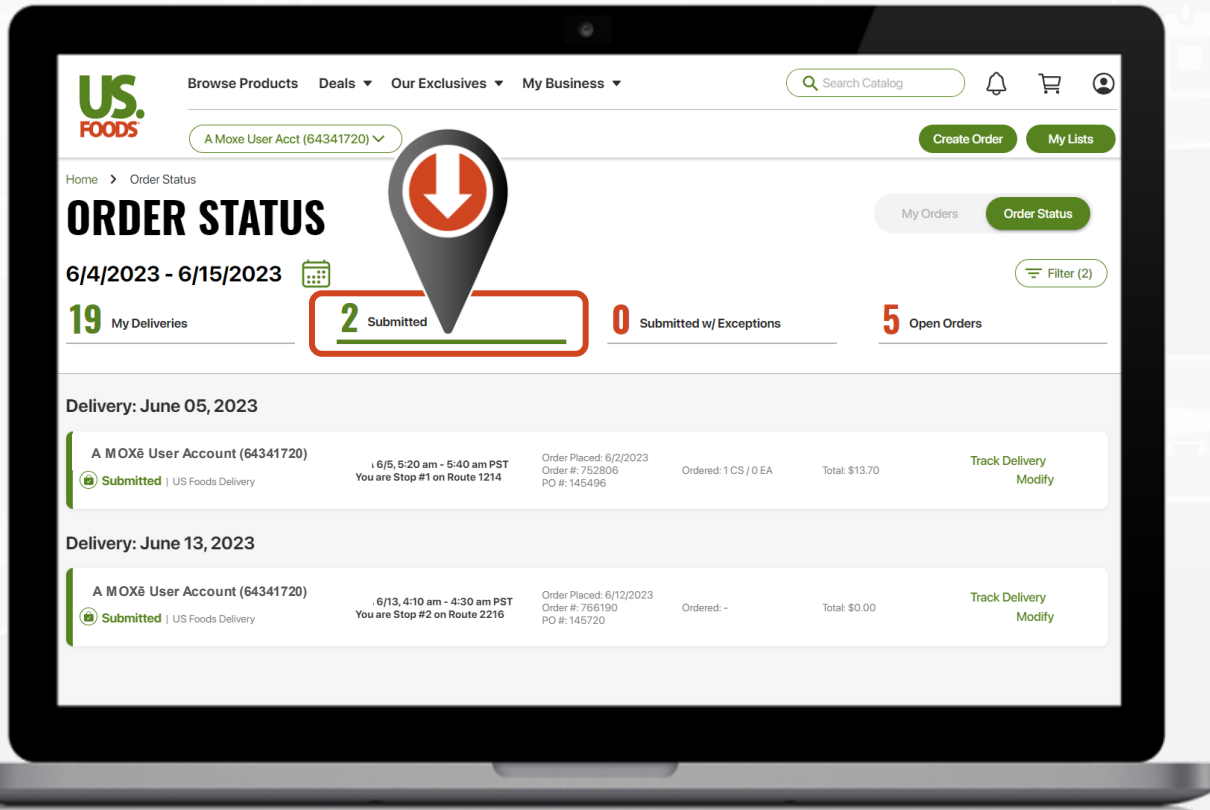 US.
FOODS
Browse Products Deals Our Exclusives My Business Search Catalog
A Moxe User Acct (64341720) Create Order My Lists
Home > Order Status
ORDER STATUS
My Orders Order Status
6/4/2023 - 6/15/2023 Filter (2)
19 My Deliveries 2 Submitted 0 Submitted w/ Exceptions 5 Open Orders
Delivery: June 05, 2023
A MOXē User Account (64341720)
Submitted | US Foods Delivery
6/5, 5:20 am - 5:40 am PST
You are Stop #1 on Route 1214
Order Placed: 6/2/2023
Order #: 752806
PO #: 145496
Ordered: 1 CS / 0 EA
Total: $13.70
Track Delivery
Modify
Delivery: June 13, 2023
A MOXē User Account (64341720)
Submitted | US Foods Delivery
6/13, 4:10 am - 4:30 am PST
You are Stop #2 on Route 2216
Order Placed: 6/12/2023
Order #: 766190
PO #: 145720
Ordered: -
Total: $0.00
Track Delivery
Modify